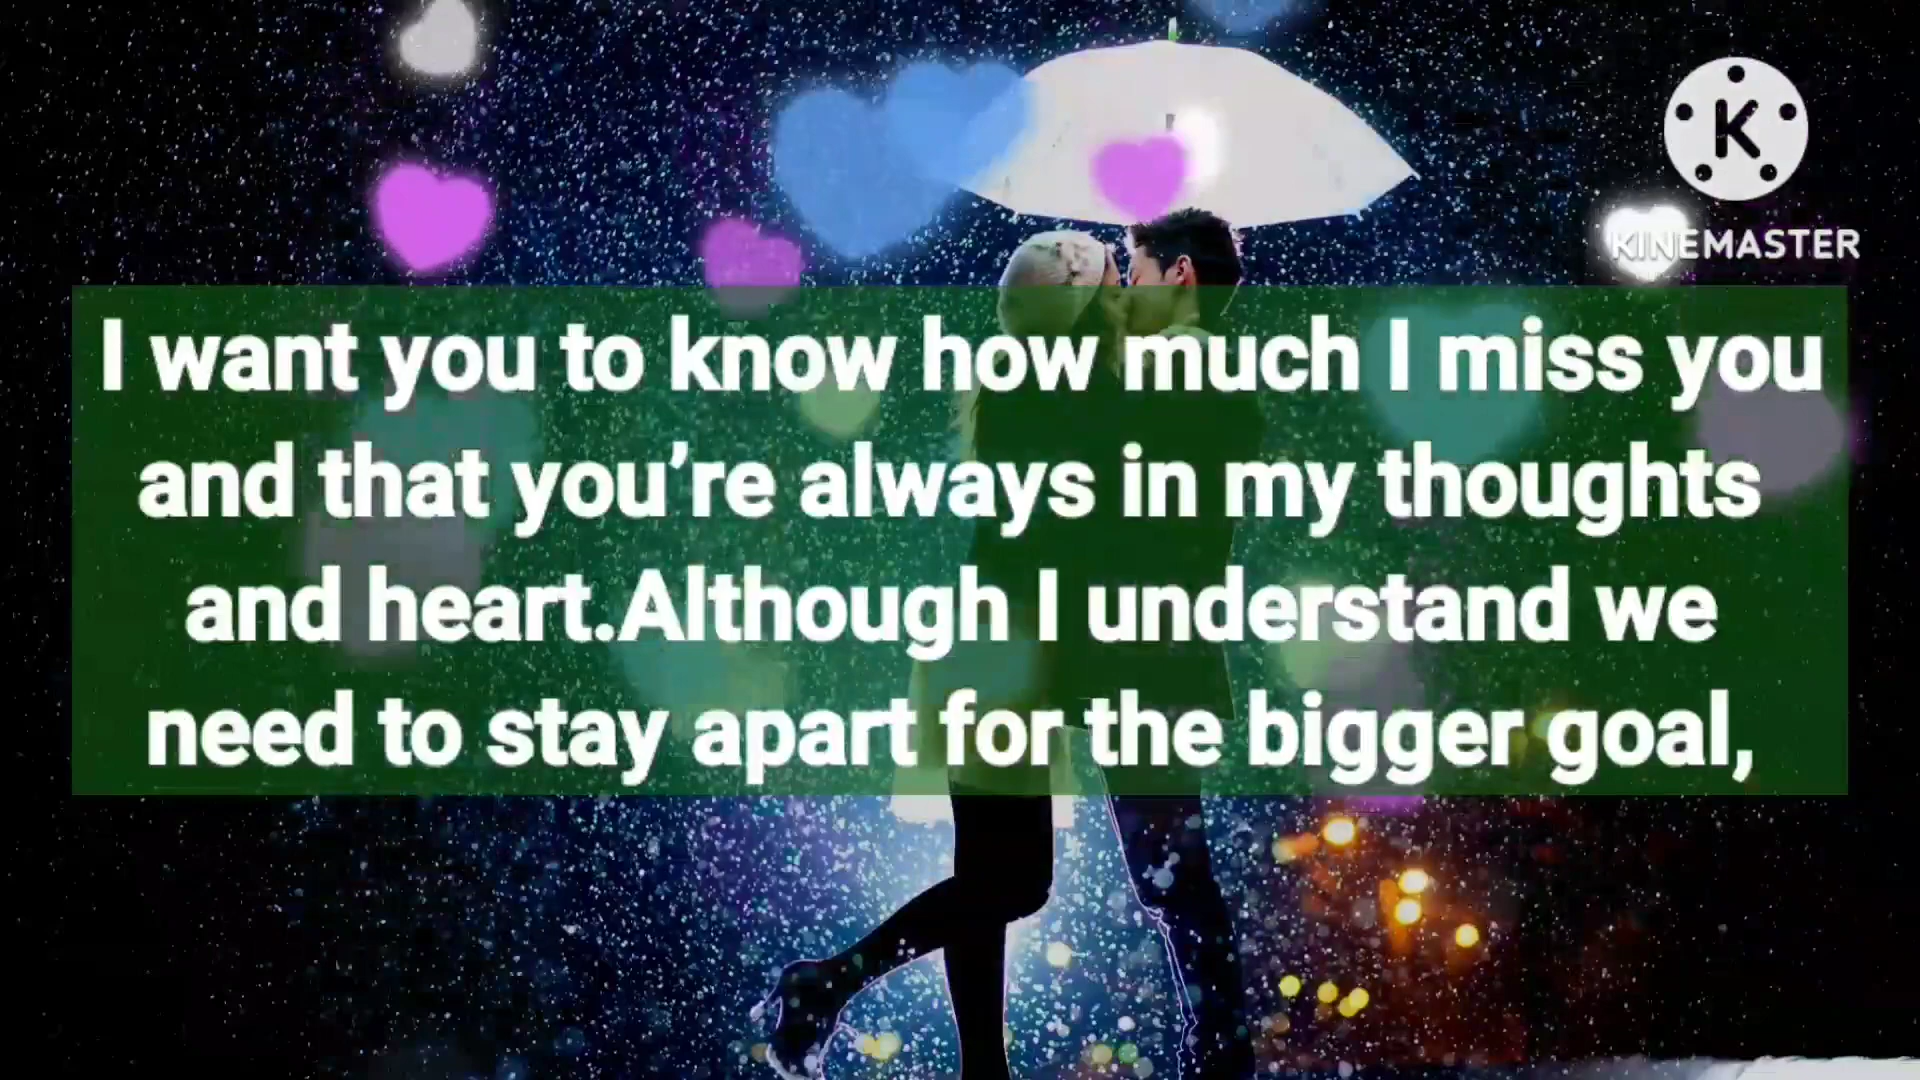 K
KINEMASTER
I want you to know how much I miss you
and that you’re always in my thoughts
and heart.Although I understand we
need to stay apart for the bigger goal,